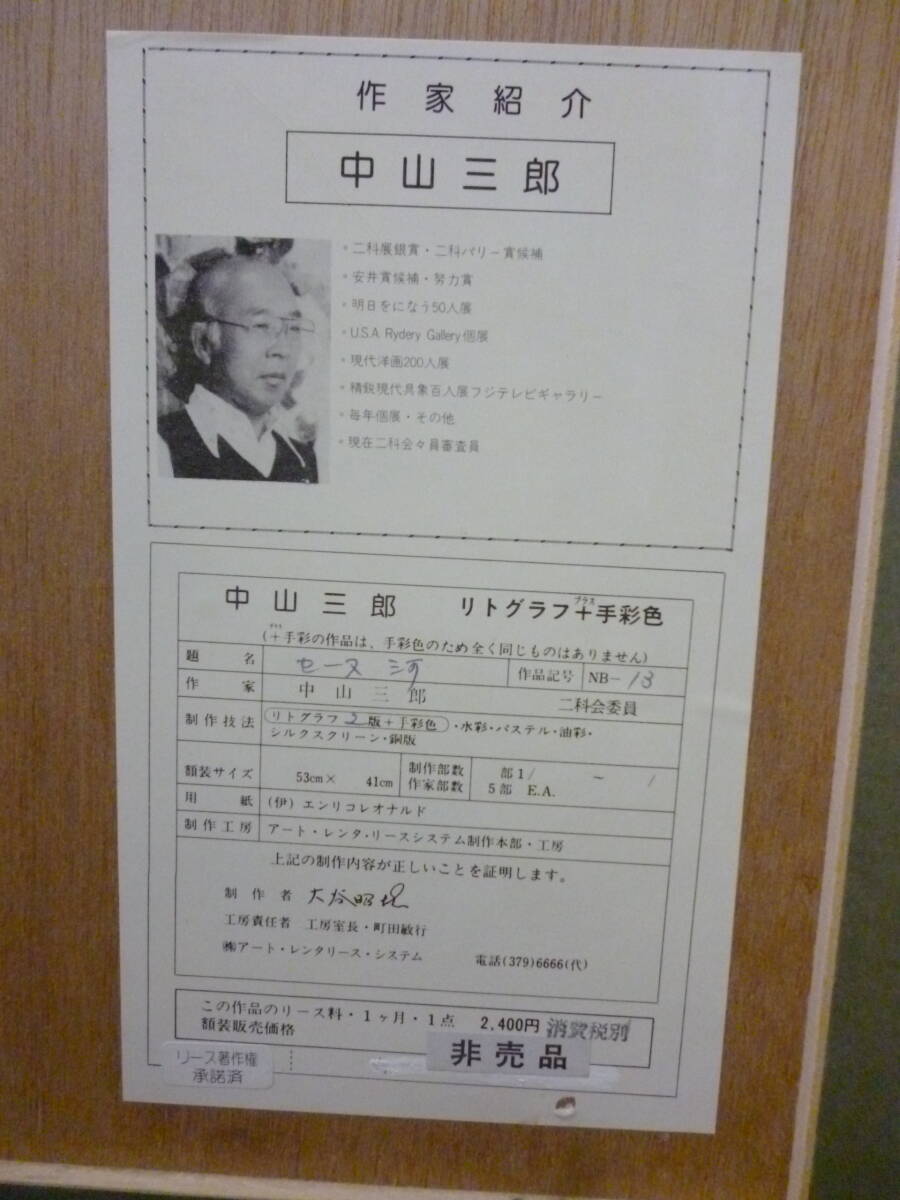 作家紹介
中山三郎
• 二科展銀賞・二科パリー賞候補
• 安井賞候補・努力賞
• 明日をになう50人展
• U.S.A Rydery Gallery個展
• 現代洋画200人展
• 精鋭現代具象百人展フジテレビギャラリー
• 毎年個展・その他
• 現在二科会々員審査員
中山三郎 リトグラフ+プラス手彩色
(+プラス手彩の作品は、手彩色のため全く同じものはありません)
題名 セーヌ河 作品記号 NB-13
作家 中山三郎 二科会委員
制作技法 (リトグラフ2版+手彩色)・水彩・パステル・油彩・
シルクスクリーン・銅版
額装サイズ 53cm× 41cm 制作部数 部1/ ~ /
作家部数 5部 E.A.
用紙 (伊)エンリコレオナルド
制作工房 アート・レンタ・リースシステム制作本部・工房
上記の制作内容が正しいことを証明します。
制作者
工房責任者 工房室長・町田敏行
㈱アート・レンタリース・システム 電話(379)6666(代)
この作品のリース料・1ヶ月・1点 2,400円 消費税別
額装販売価格 非売品
リース著作権
承諾済